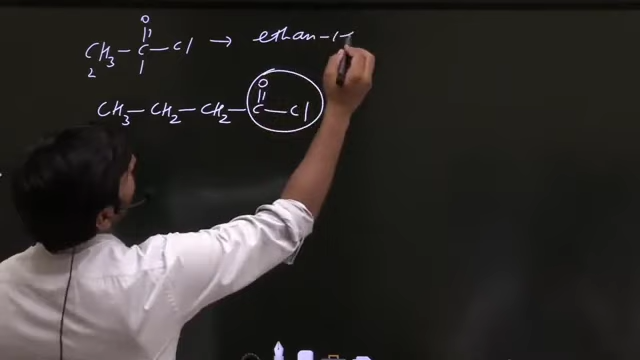 O
||
CH3 – C – Cl → ethan-1-
2 1
O
||
CH3 – CH2 – CH2 – C – Cl